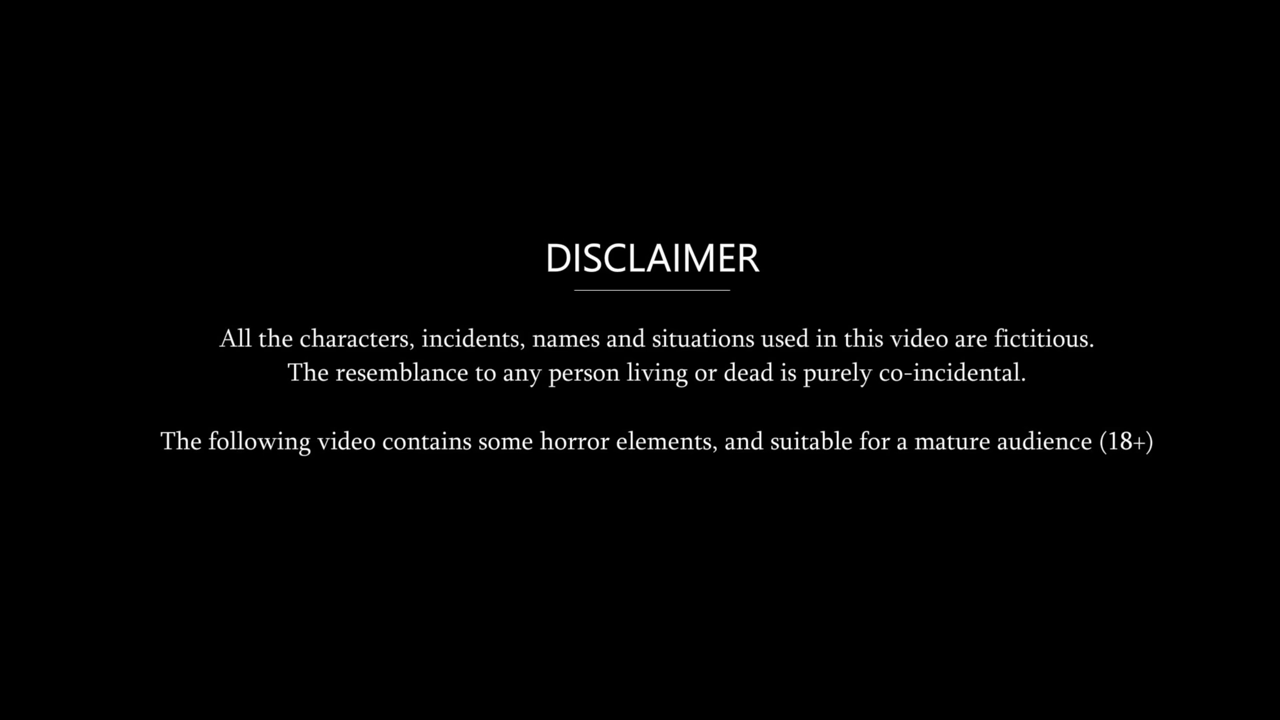 DISCLAIMER
All the characters, incidents, names and situations used in this video are fictitious.
The resemblance to any person living or dead is purely co-incidental.
The following video contains some horror elements, and suitable for a mature audience (18+)